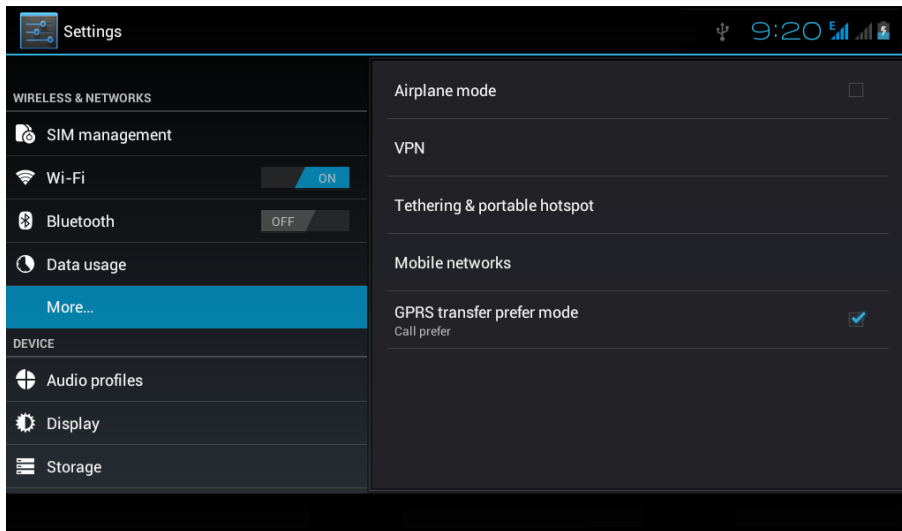 Settings
9:20
E
WIRELESS & NETWORKS
SIM management
Wi-Fi
ON
Bluetooth
OFF
Data usage
More...
DEVICE
Audio profiles
Display
Storage
Airplane mode
VPN
Tethering & portable hotspot
Mobile networks
GPRS transfer prefer mode
Call prefer